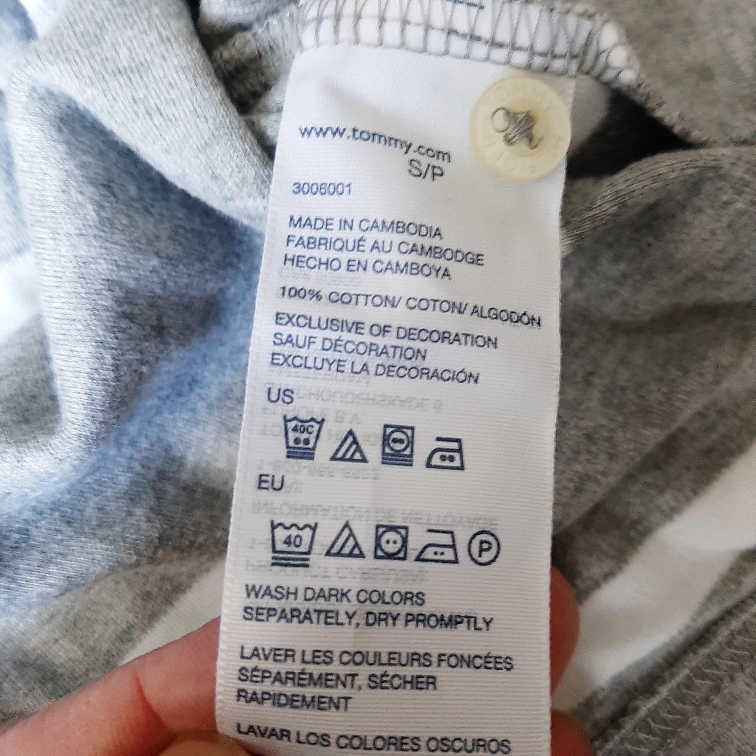 www.tommy.com
S/P
3006001
MADE IN CAMBODIA
FABRIQUÉ AU CAMBODGE
HECHO EN CAMBOYA
100% COTTON/ COTON/ ALGODÓN
EXCLUSIVE OF DECORATION
SAUF DÉCORATION
EXCLUYE LA DECORACIÓN
US
40C
EU
40
P
WASH DARK COLORS
SEPARATELY, DRY PROMPTLY
LAVER LES COULEURS FONCÉES
SÉPARÉMENT, SÉCHER
RAPIDEMENT
LAVAR LOS COLORES OSCUROS